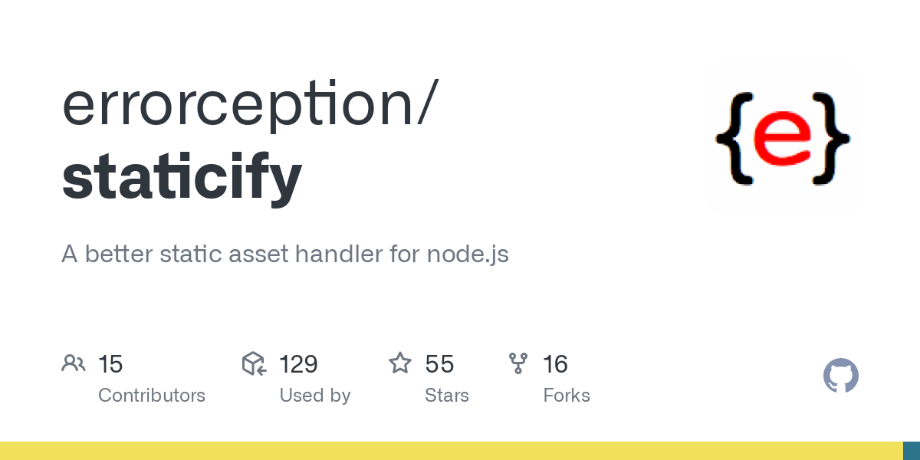 errorception/
staticify
{e}
A better static asset handler for node.js
15
Contributors
129
Used by
55
Stars
16
Forks